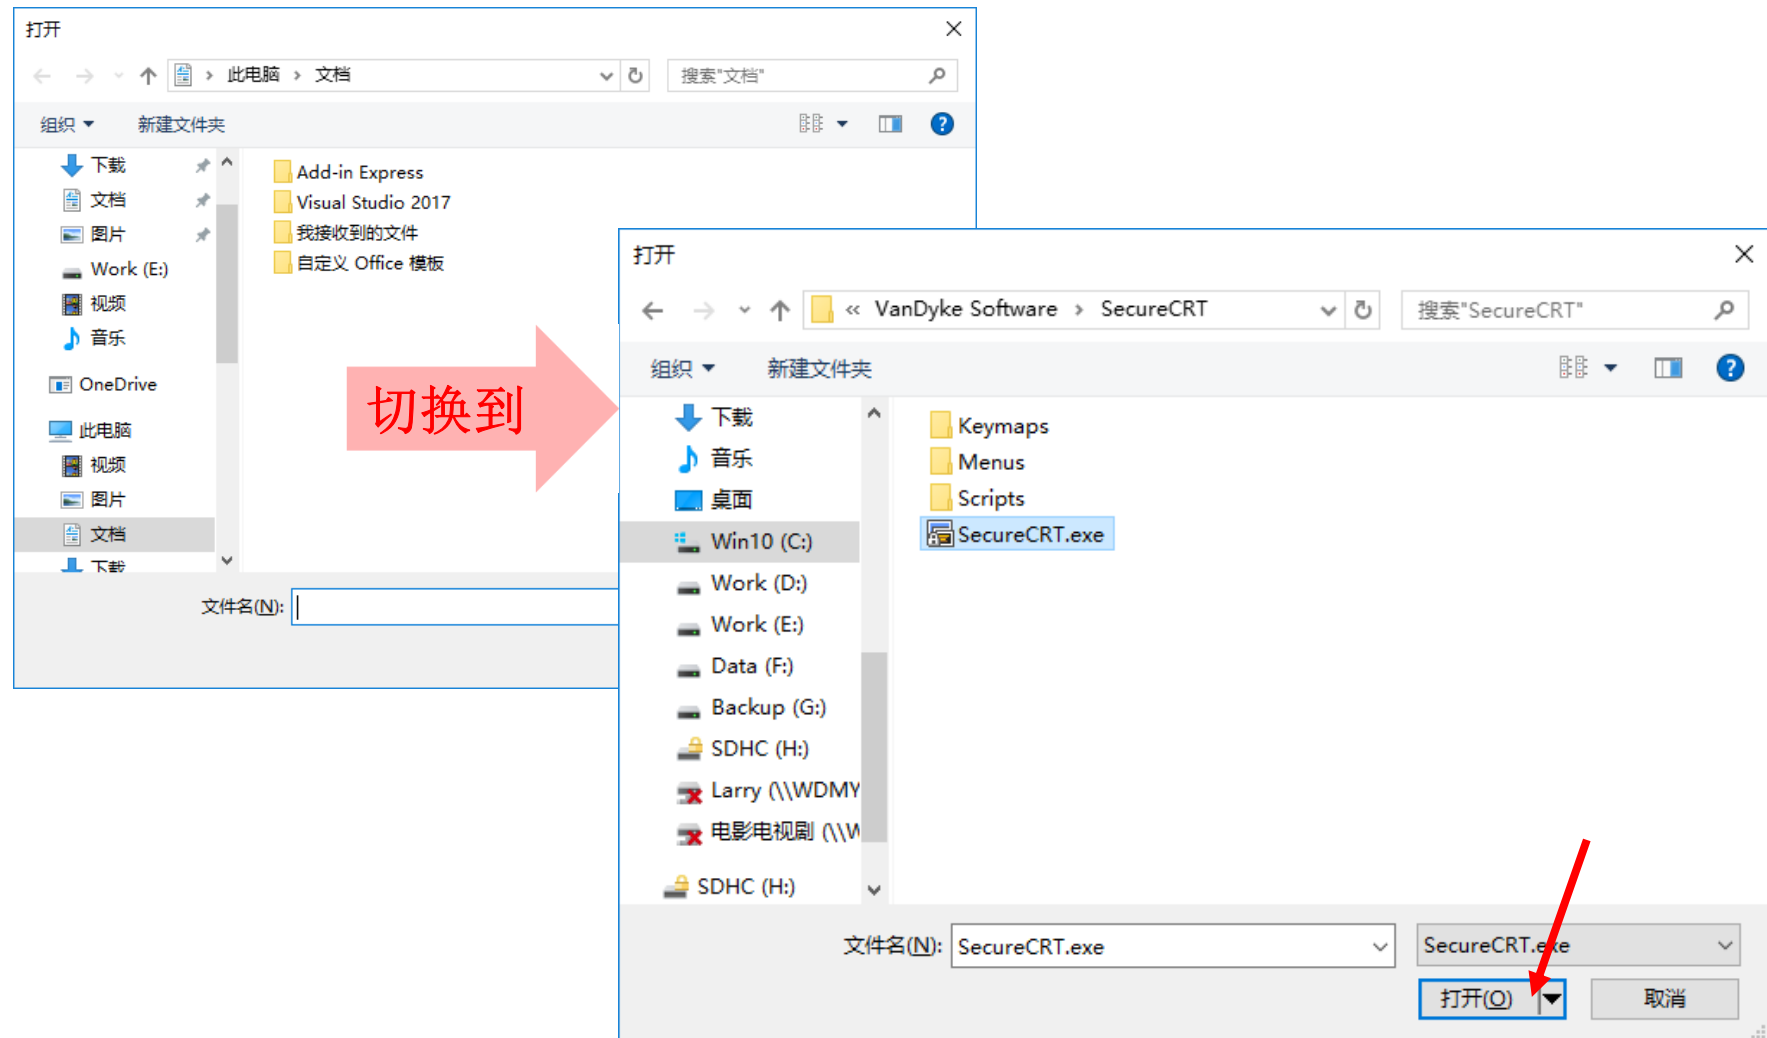 打开
此电脑 › 文档
搜索"文档"
组织
新建文件夹
下载
文档
图片
Work (E:)
视频
音乐
OneDrive
此电脑
视频
图片
文档
下载
Add-in Express
Visual Studio 2017
我接收到的文件
自定义 Office 模板
文件名(N):
切换到
打开
« VanDyke Software › SecureCRT
搜索"SecureCRT"
组织
新建文件夹
下载
音乐
桌面
Win10 (C:)
Work (D:)
Work (E:)
Data (F:)
Backup (G:)
SDHC (H:)
Larry (\\WDMY
电影电视剧 (\\W
SDHC (H:)
Keymaps
Menus
Scripts
SecureCRT.exe
文件名(N):
SecureCRT.exe
SecureCRT.exe
打开(O)
取消